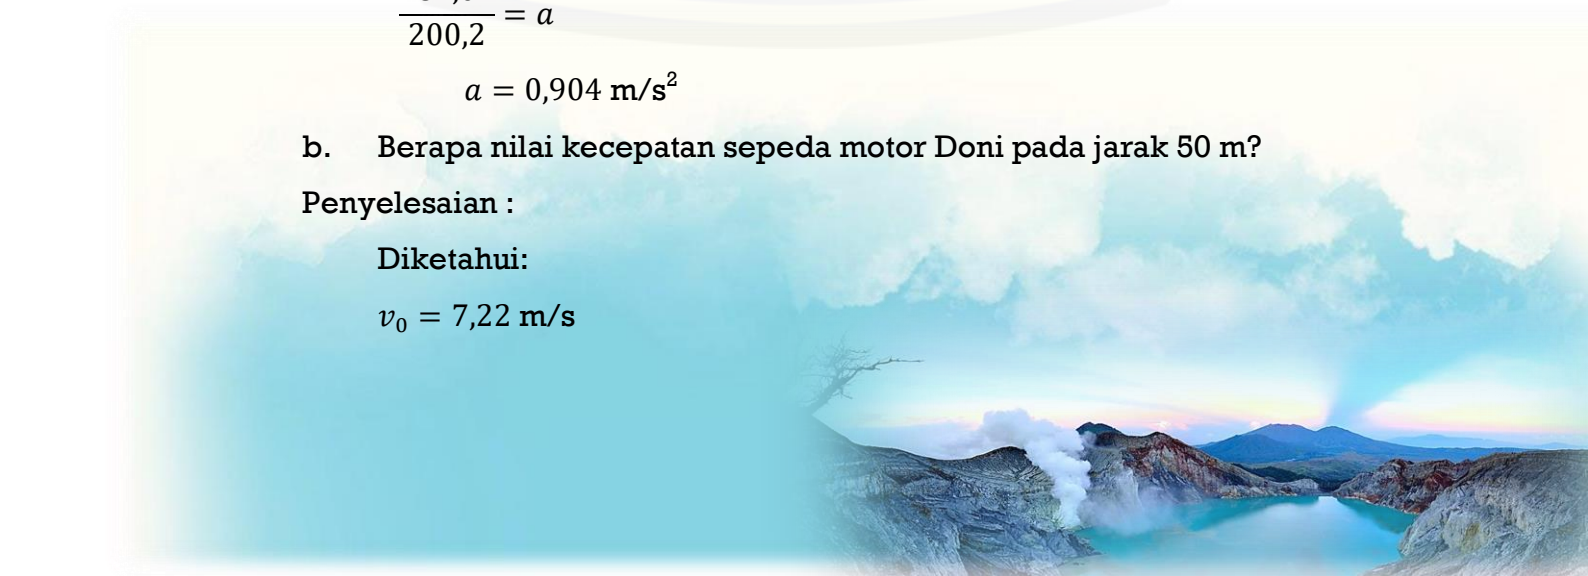 = a
200,2
a = 0,904 m/s²
b. Berapa nilai kecepatan sepeda motor Doni pada jarak 50 m?
Penyelesaian :
Diketahui:
v₀ = 7,22 m/s